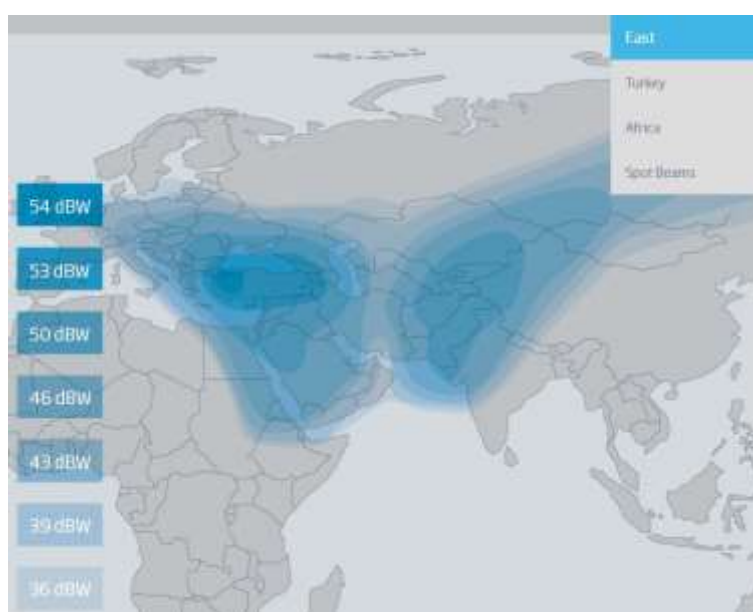 East
Turkey
Africa
Spot Beams
54 dBW
53 dBW
50 dBW
46 dBW
43 dBW
39 dBW
36 dBW